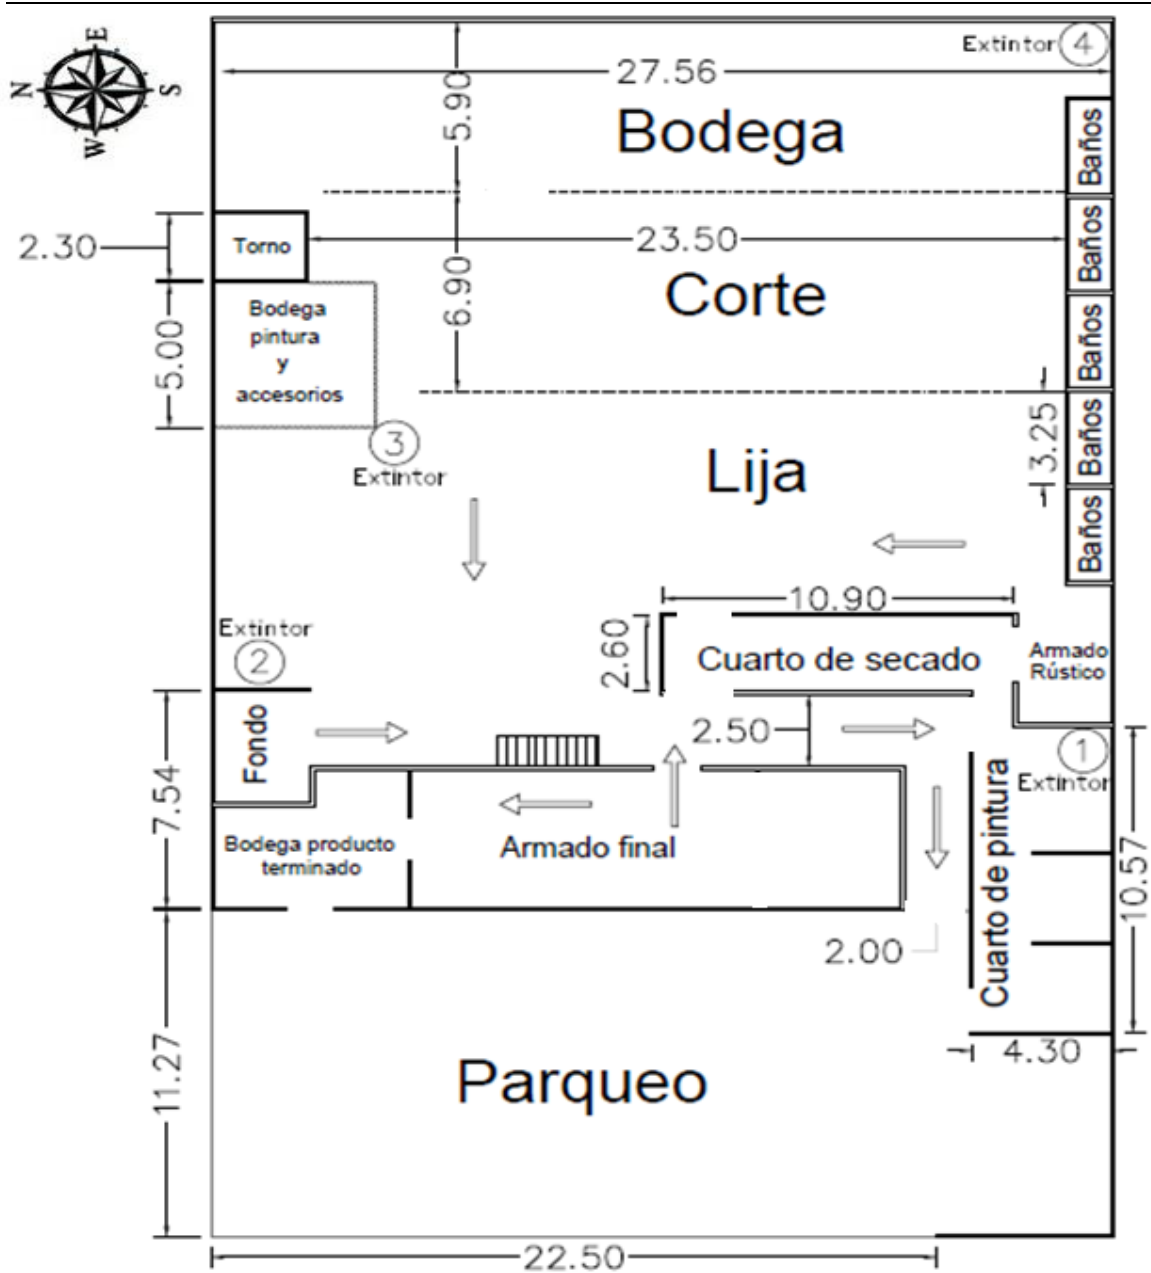 E
Extintor 4
N
S
W
27.56
5.90
Bodega
Baños
2.30
Torno
23.50
Baños
6.90
Corte
5.00
Bodega
pintura
y
accesorios
Baños
3
Extintor
Lija
3.25
Baños
Baños
10.90
Extintor
2
2.60
Cuarto de secado
Armado
Rústico
Fondo
2.50
1
Extintor
7.54
Bodega producto
terminado
Armado final
Cuarto de pintura
10.57
2.00
11.27
Parqueo
4.30
22.50